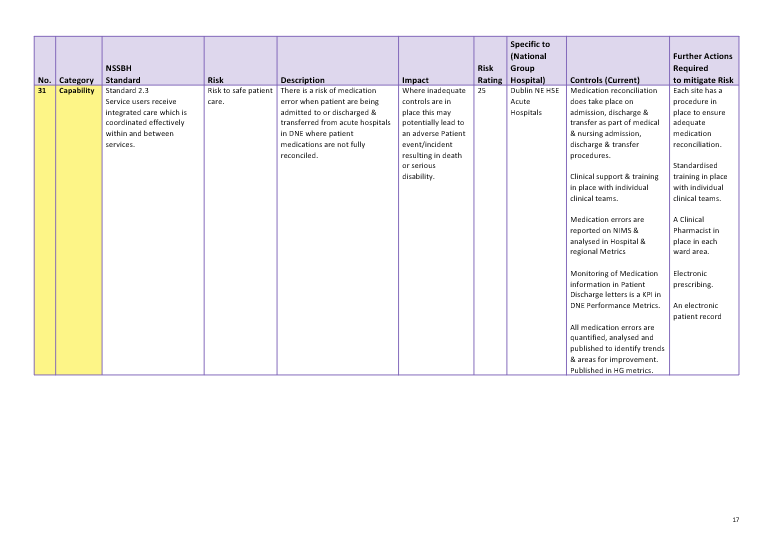 No.
Category
NSSBH
Standard
Risk
Description
Impact
Risk
Rating
Specific to
(National
Group
Hospital)
Controls (Current)
Further Actions
Required
to mitigate Risk
31
Capability
Standard 2.3
Service users receive
integrated care which is
coordinated effectively
within and between
services.
Risk to safe patient
care.
There is a risk of medication
error when patient are being
admitted to or discharged &
transferred from acute hospitals
in DNE where patient
medications are not fully
reconciled.
Where inadequate
controls are in
place this may
potentially lead to
an adverse Patient
event/incident
resulting in death
or serious
disability.
25
Dublin NE HSE
Acute
Hospitals
Medication reconciliation
does take place on
admission, discharge &
transfer as part of medical
& nursing admission,
discharge & transfer
procedures.
Clinical support & training
in place with individual
clinical teams.
Medication errors are
reported on NIMS &
analysed in Hospital &
regional Metrics
Monitoring of Medication
information in Patient
Discharge letters is a KPI in
DNE Performance Metrics.
All medication errors are
quantified, analysed and
published to identify trends
& areas for improvement.
Published in HG metrics.
Each site has a
procedure in
place to ensure
adequate
medication
reconciliation.
Standardised
training in place
with individual
clinical teams.
A Clinical
Pharmacist in
place in each
ward area.
Electronic
prescribing.
An electronic
patient record
17